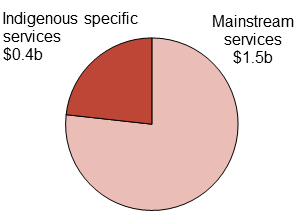 Indigenous specific
services
$0.4b
Mainstream
services
$1.5b